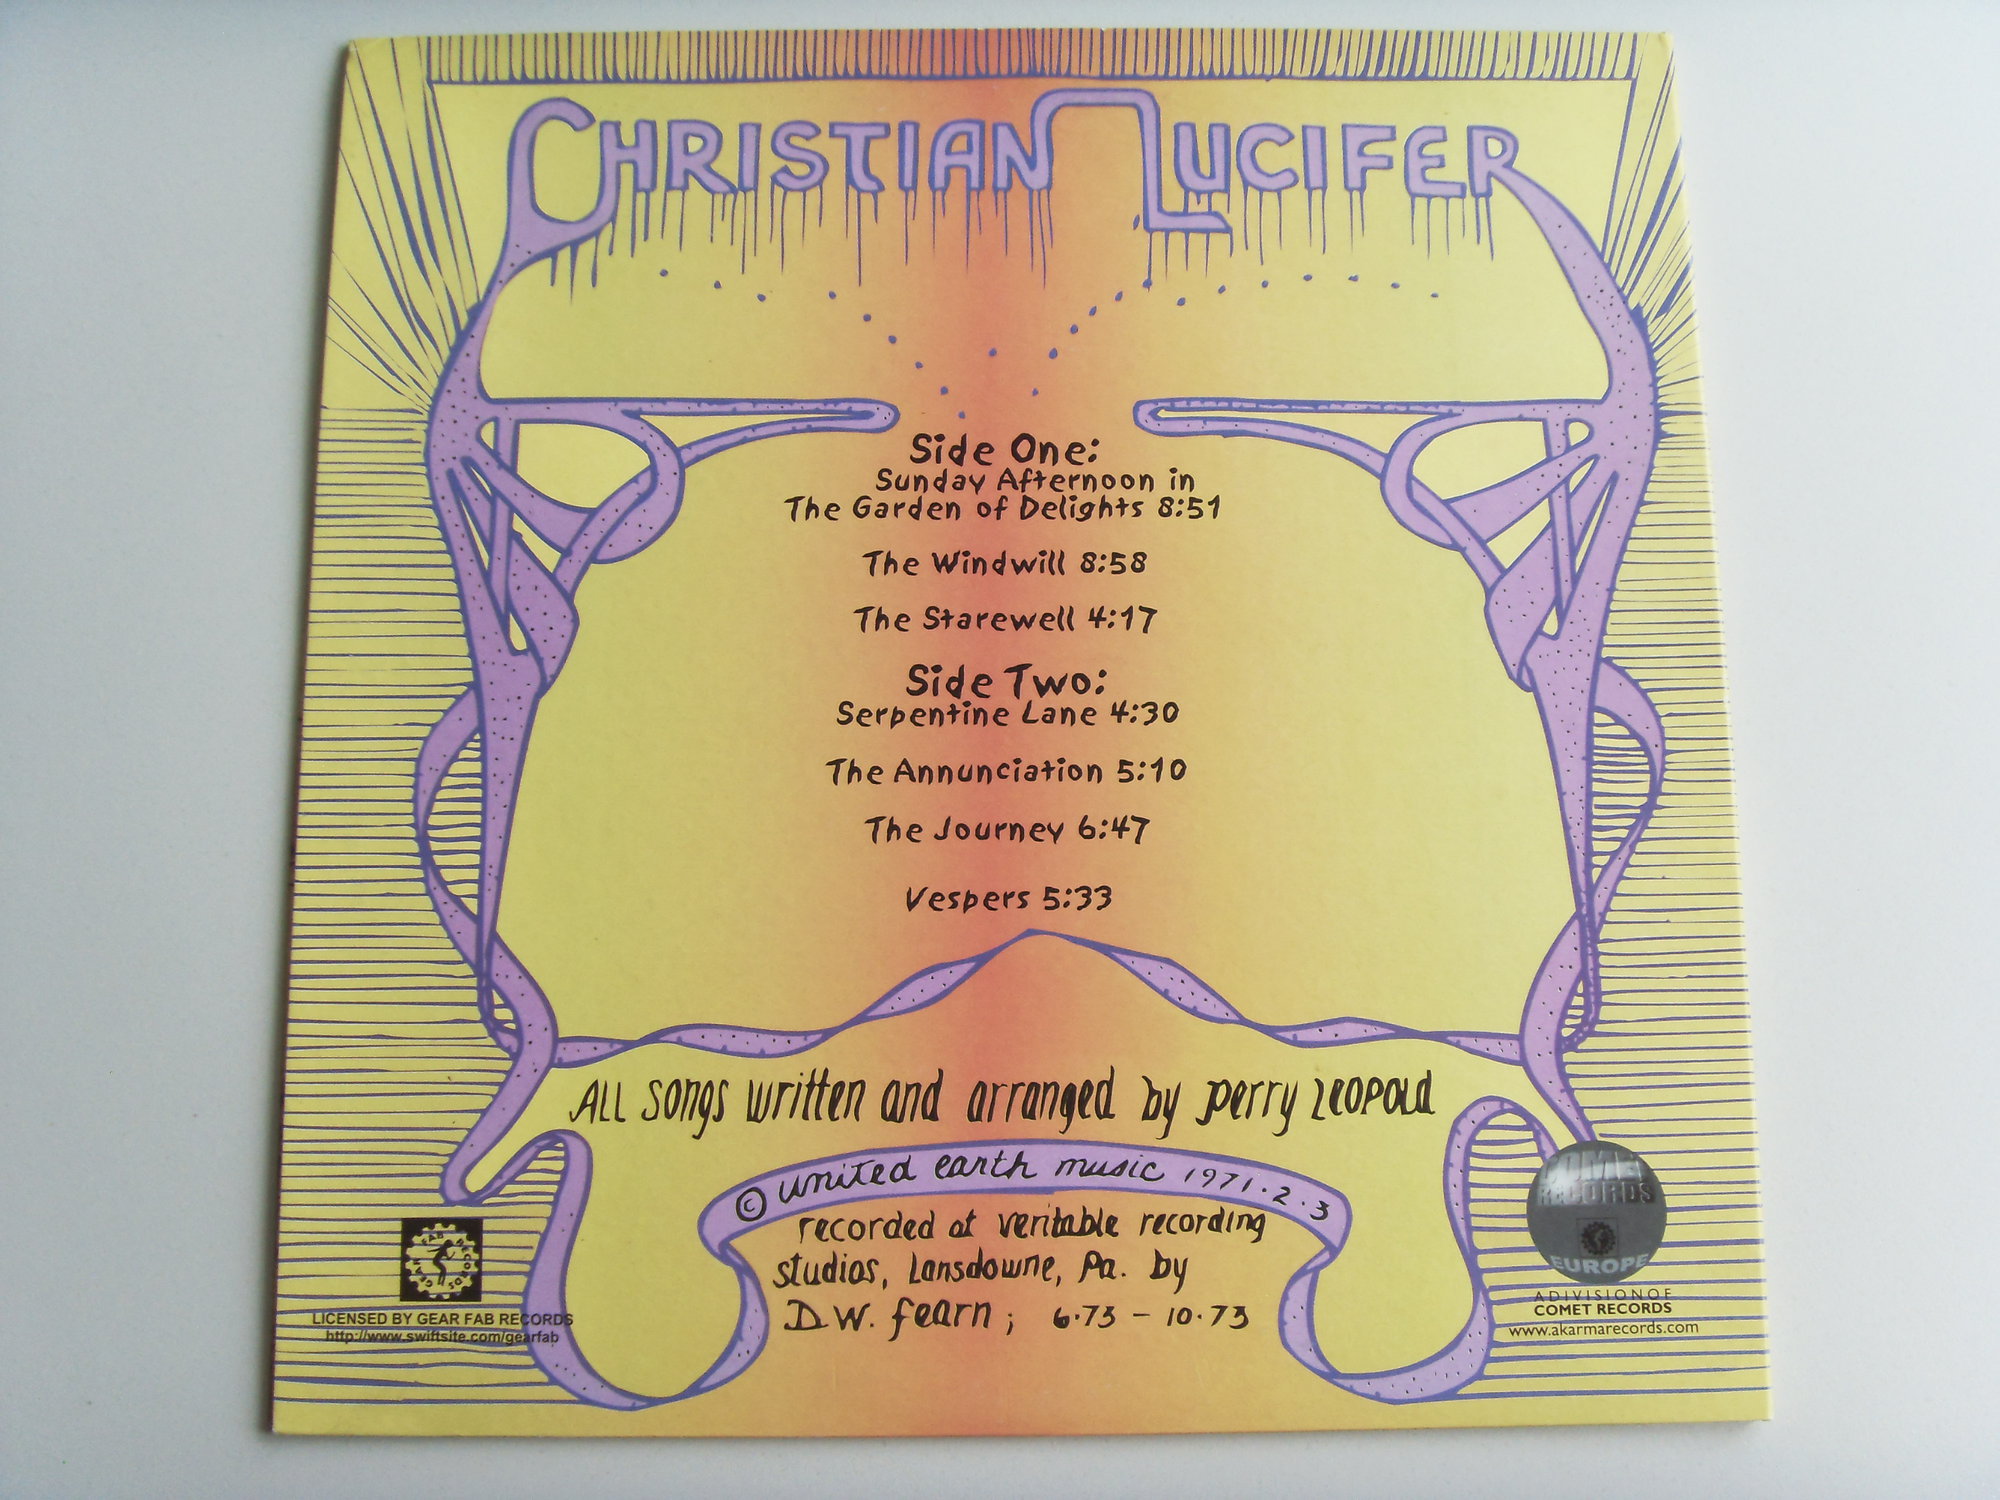 CHRISTIAN LUCIFER
Side One:
Sunday Afternoon in
The Garden of Delights 8:51
The Windwill 8:58
The Starewell 4:17
Side Two:
Serpentine Lane 4:30
The Annunciation 5:10
The Journey 6:47
Vespers 5:33
ALL songs written and arranged by perry LEOPOLd
© united earth music 1971.2.3
recorded at veritable recording
studios, Lansdowne, Pa. by
D.W. fearn; 6.73 - 10.73
GEAR FAB RECORDS
LICENSED BY GEAR FAB RECORDS
http://www.swiftsite.com/gearfab
COMET
RECORDS
EUROPE
A DIVISION OF
COMET RECORDS
www.akarmarecords.com